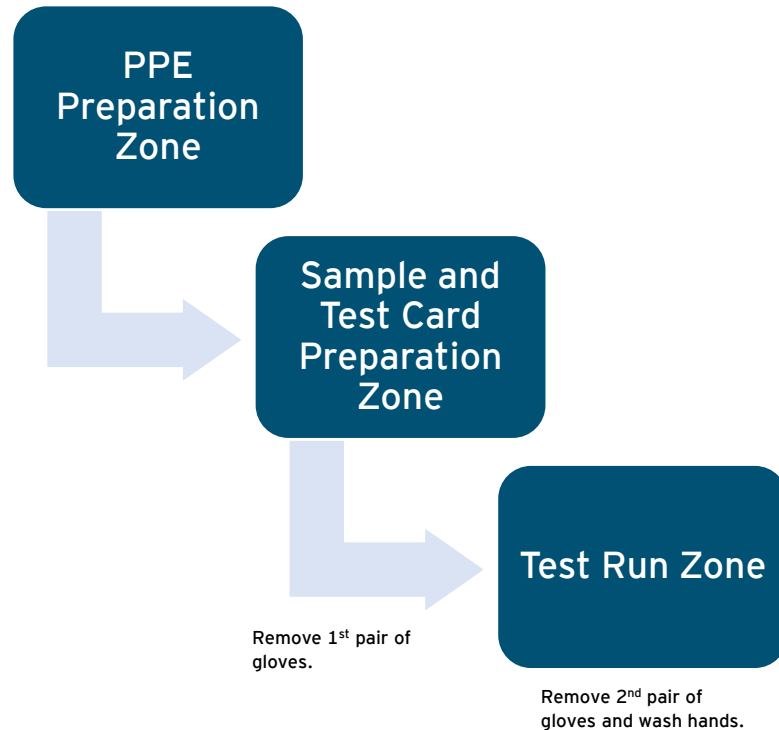 PPE
Preparation
Zone
Sample and
Test Card
Preparation
Zone
Test Run Zone
Remove 1st pair of
gloves.
Remove 2nd pair of
gloves and wash hands.